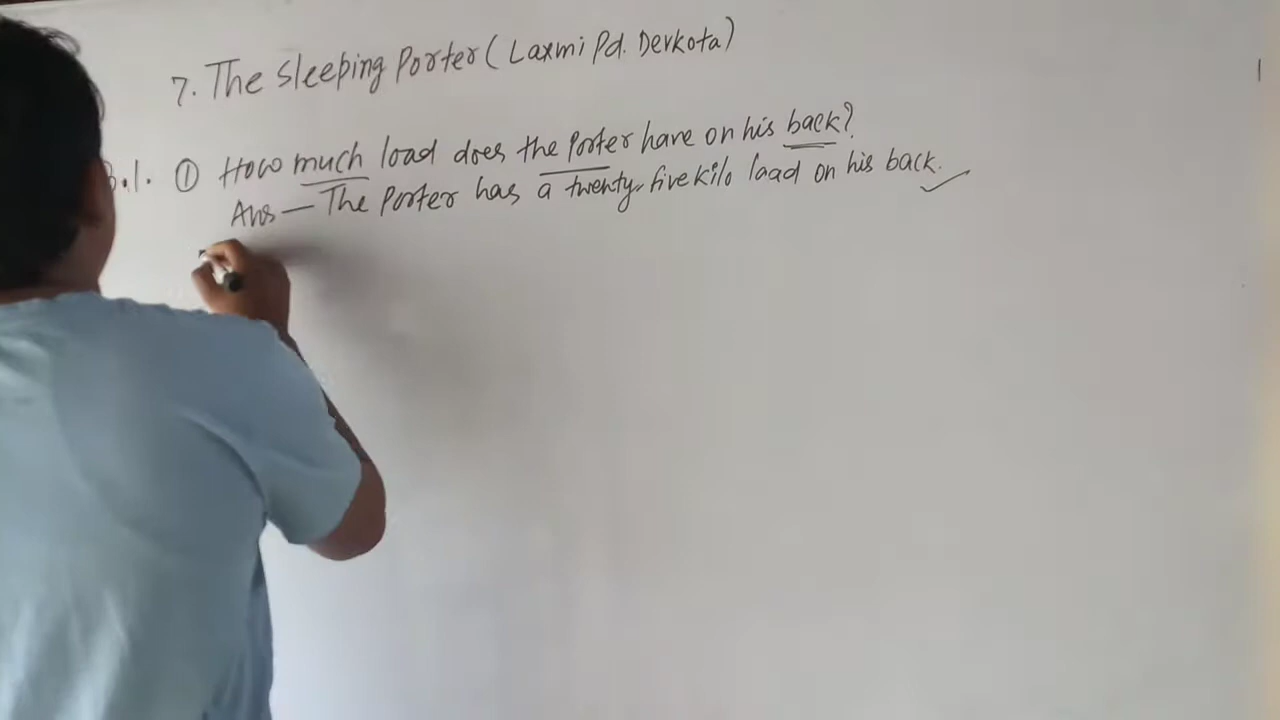 7. The Sleeping Porter (Laxmi Pd. Devkota)
B.1. ① How much load does the Porter have on his back?
Ans — The Porter has a twenty-five kilo load on his back.